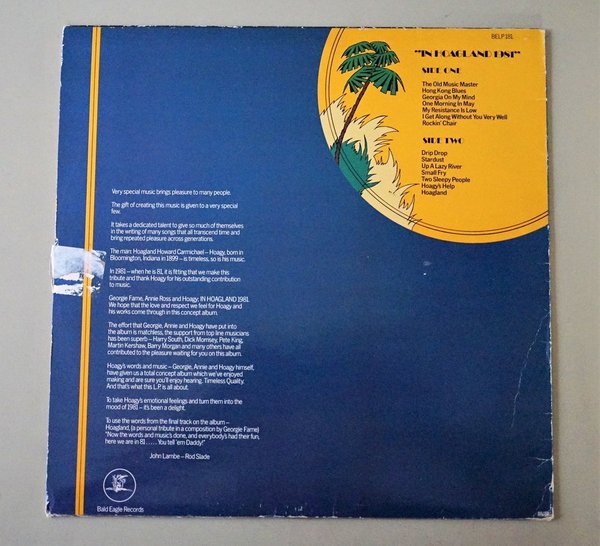 BELP 181
"IN HOAGLAND 1981"
SIDE ONE
The Old Music Master
Hong Kong Blues
Georgia On My Mind
One Morning In May
My Resistance Is Low
I Get Along Without You Very Well
Rockin' Chair
SIDE TWO
Drip Drop
Stardust
Up A Lazy River
Small Fry
Two Sleepy People
Hoagy's Help
Hoagland
Very special music brings pleasure to many people.
The gift of creating this music is given to a very special
few.
It takes a dedicated talent to give so much of themselves
in the writing of many songs that all transcend time and
bring repeated pleasure across generations.
The man: Hoagland Howard Carmichael – Hoagy, born in
Bloomington, Indiana in 1899 – is timeless, so is his music.
In 1981 – when he is 81, it is fitting that we make this
tribute and thank Hoagy for his outstanding contribution
to music.
Georgie Fame, Annie Ross and Hoagy; IN HOAGLAND 1981.
We hope that the love and respect we feel for Hoagy and
his works come through in this concept album.
The effort that Georgie, Annie and Hoagy have put into
the album is matchless, the support from top line musicians
has been superb – Harry South, Dick Morrisey, Pete King,
Martin Kershaw, Barry Morgan and many others have all
contributed to the pleasure waiting for you on this album.
Hoagy's words and music – Georgie, Annie and Hoagy himself,
have given us a total concept album which we've enjoyed
making and are sure you'll enjoy hearing. Timeless Quality.
And that's what this L.P. is all about.
To take Hoagy's emotional feelings and turn them into the
mood of 1981 – it's been a delight.
To use the words from the final track on the album –
Hoagland, (a personal tribute in a composition by Georgie Fame)
"Now the words and music's done, and everybody's had their fun,
here we are in 81 . . . . . You tell 'em Daddy!"
John Lambe – Rod Slade
Bald Eagle Records